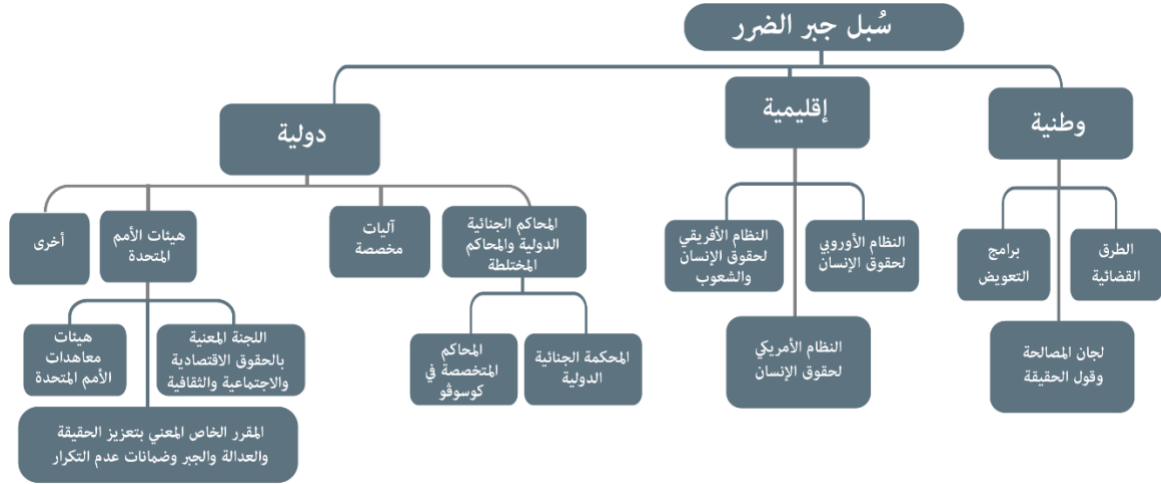 سُبل جبر الضرر
وطنية
إقليمية
دولية
الطرق
القضائية
برامج
التعويض
لجان المصالحة
وقول الحقيقة
النظام الأوروبي
لحقوق الإنسان
النظام الأفريقي
لحقوق الإنسان
والشعوب
النظام الأمريكي
لحقوق الإنسان
المحاكم الجنائية
الدولية والمحاكم
المختلطة
آليات
مخصصة
هيئات الأمم
المتحدة
أخرى
المحكمة الجنائية
الدولية
المحاكم
المتخصصة في
كوسوڤو
اللجنة المعنية
بالحقوق الاقتصادية
والاجتماعية والثقافية
هيئات
معاهدات
الأمم المتحدة
المقرر الخاص المعني بتعزيز الحقيقة
والعدالة والجبر وضمانات عدم التكرار